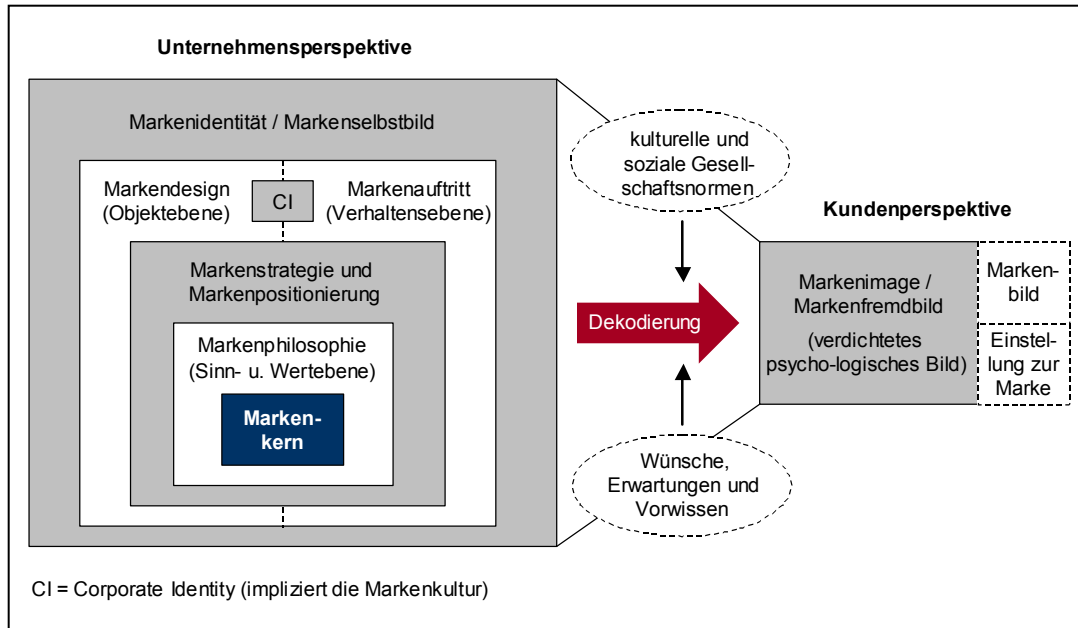 Unternehmensperspektive
Markenidentität / Markenselbstbild
Markendesign
(Objektebene)
CI
Markenauftritt
(Verhaltensebene)
Markenstrategie und
Markenpositionierung
Markenphilosophie
(Sinn- u. Wertebene)
Marken-
kern
kulturelle und
soziale Gesell-
schaftsnormen
Dekodierung
Wünsche,
Erwartungen und
Vorwissen
Kundenperspektive
Markenimage /
Markenfremdbild
(verdichtetes
psycho-logisches Bild)
Marken-
bild
Einstel-
lung zur
Marke
CI = Corporate Identity (impliziert die Markenkultur)